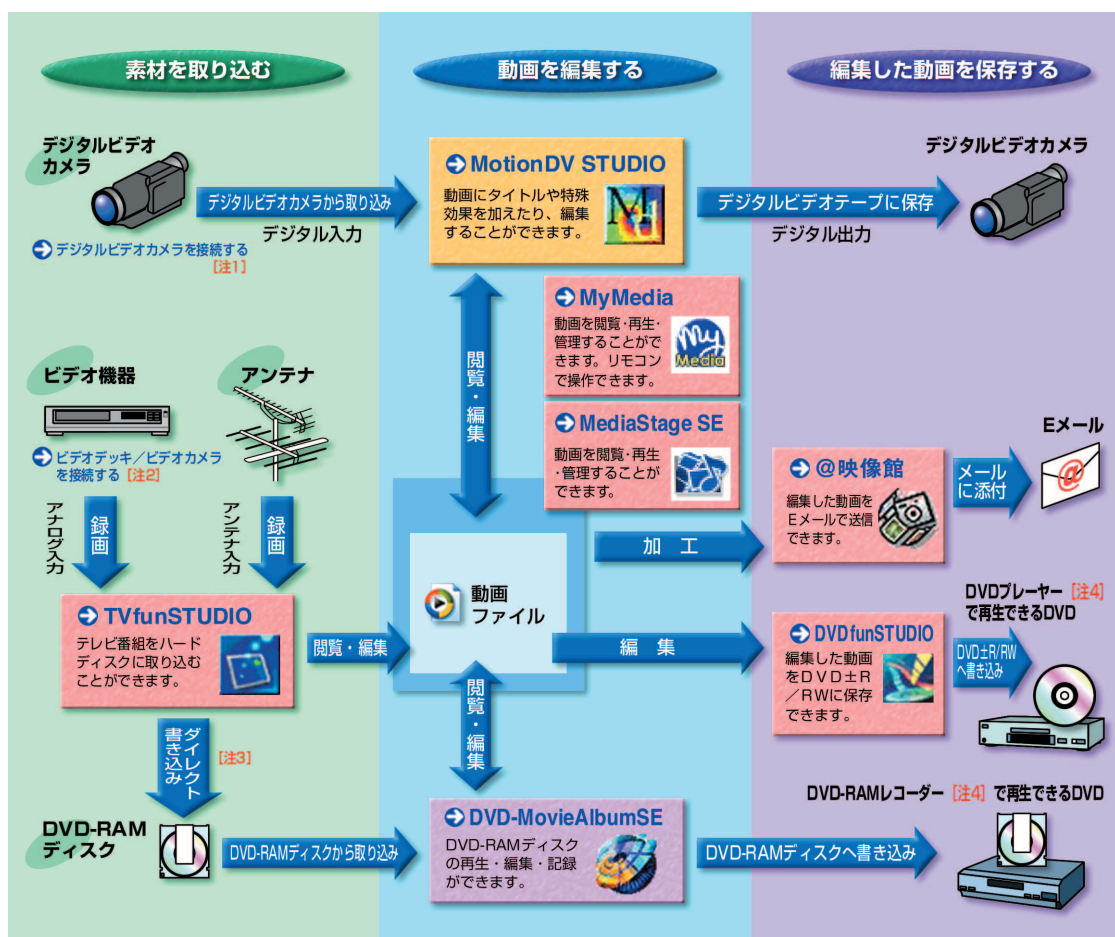 素材を取り込む
動画を編集する
編集した動画を保存する
デジタルビデオ
カメラ
デジタルビデオカメラから取り込み
デジタル入力
デジタルビデオカメラを接続する
[注1]
MotionDV STUDIO
動画にタイトルや特殊
効果を加えたり、編集
することができます。
デジタルビデオテープに保存
デジタル出力
デジタルビデオカメラ
閲覧・編集
MyMedia
動画を閲覧・再生・
管理することがで
きます。リモコン
で操作できます。
My
Media
MediaStage SE
動画を閲覧・再生
・管理することが
できます。
ビデオ機器
アンテナ
ビデオデッキ／ビデオカメラ
を接続する [注2]
アナログ入力
録画
アンテナ入力
録画
TVfunSTUDIO
テレビ番組をハード
ディスクに取り込む
ことができます。
閲覧・編集
動画
ファイル
加 工
@映像館
編集した動画を
Eメールで送信
できます。
メール
に添付
Eメール
@
編 集
DVDfunSTUDIO
編集した動画
をDVD±R
／RWに保存
できます。
DVD±R/RW
へ書き込み
DVDプレーヤー [注4]
で再生できるDVD
ダイレクト
書き込み
[注3]
閲覧・編集
DVD-RAM
ディスク
DVD-RAMディスクから取り込み
DVD-MovieAlbumSE
DVD-RAMディスク
の再生・編集・記録
ができます。
DVD-RAMディスクへ書き込み
DVD-RAMレコーダー [注4] で再生できるDVD